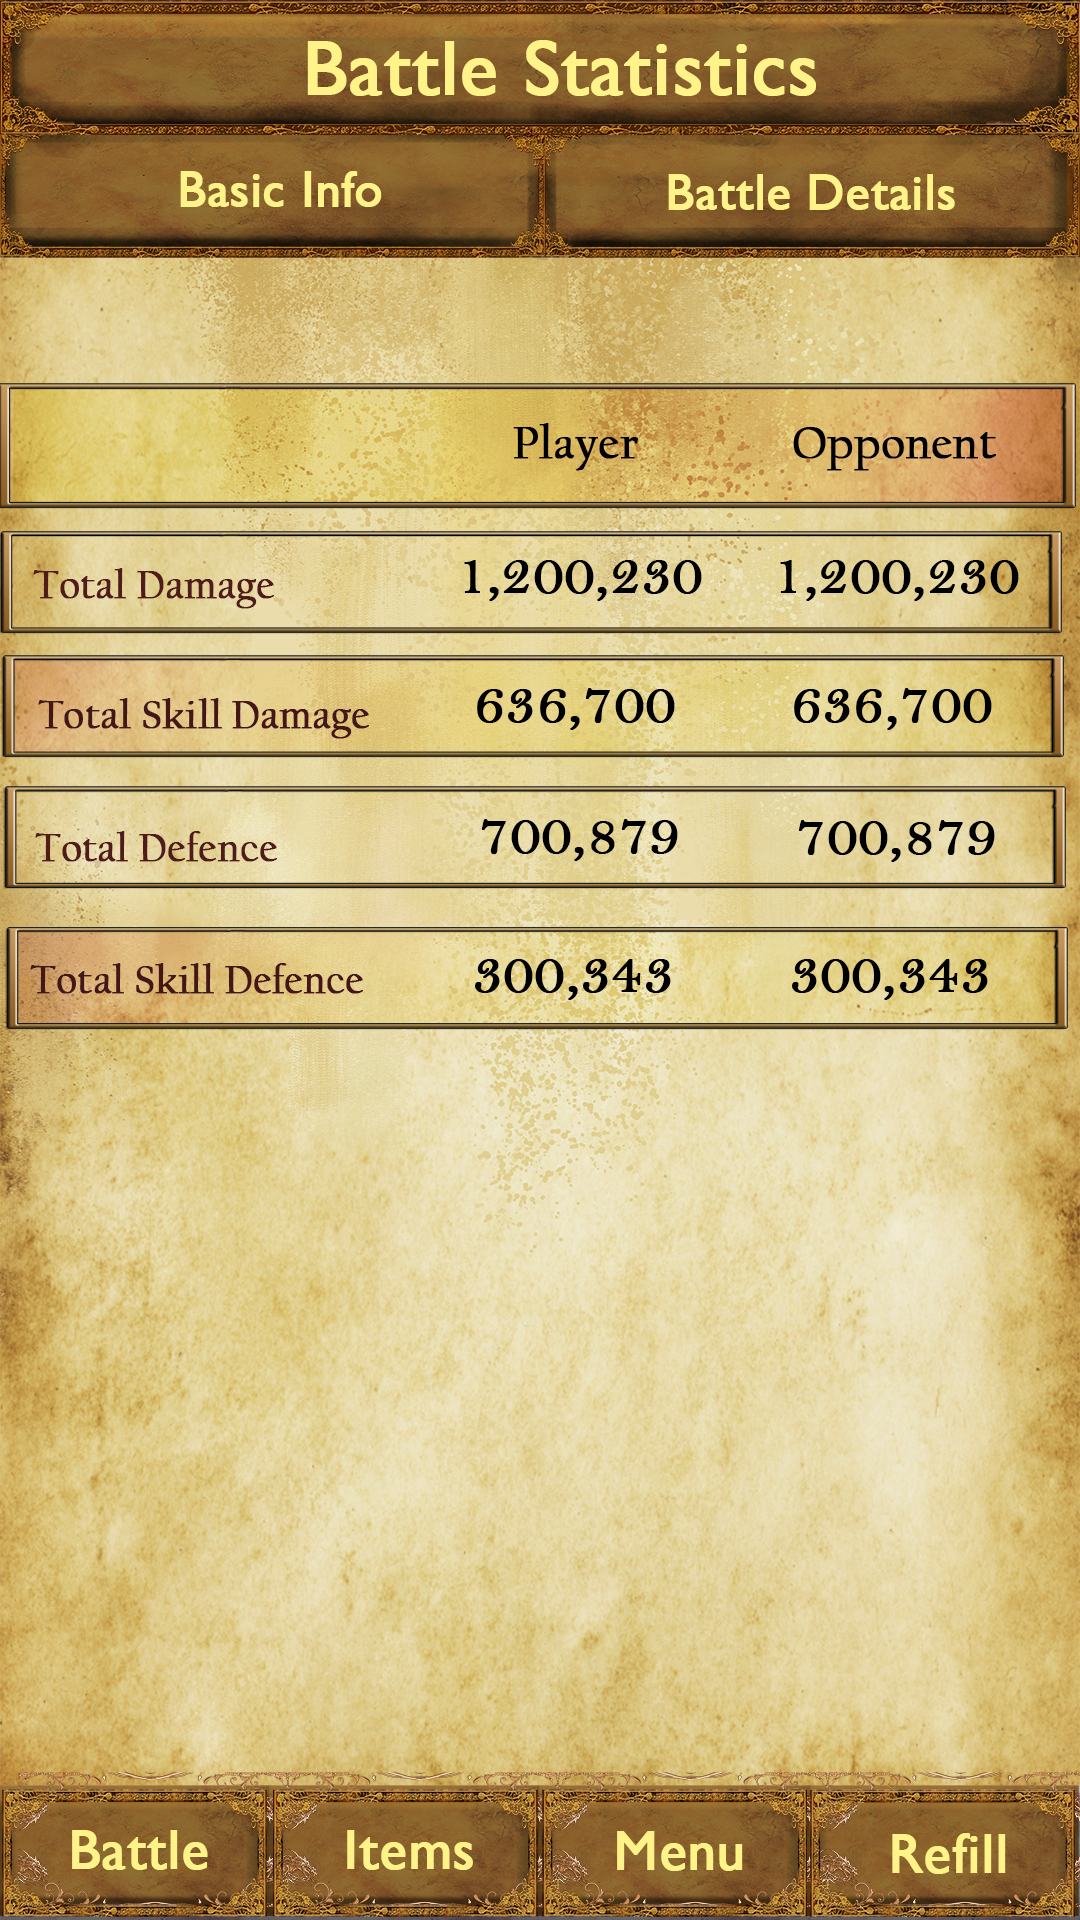 Battle Statistics
Basic Info Battle Details
Player Opponent
Total Damage 1,200,230 1,200,230
Total Skill Damage 636,700 636,700
Total Defence 700,879 700,879
Total Skill Defence 300,343 300,343
Battle Items Menu Refill